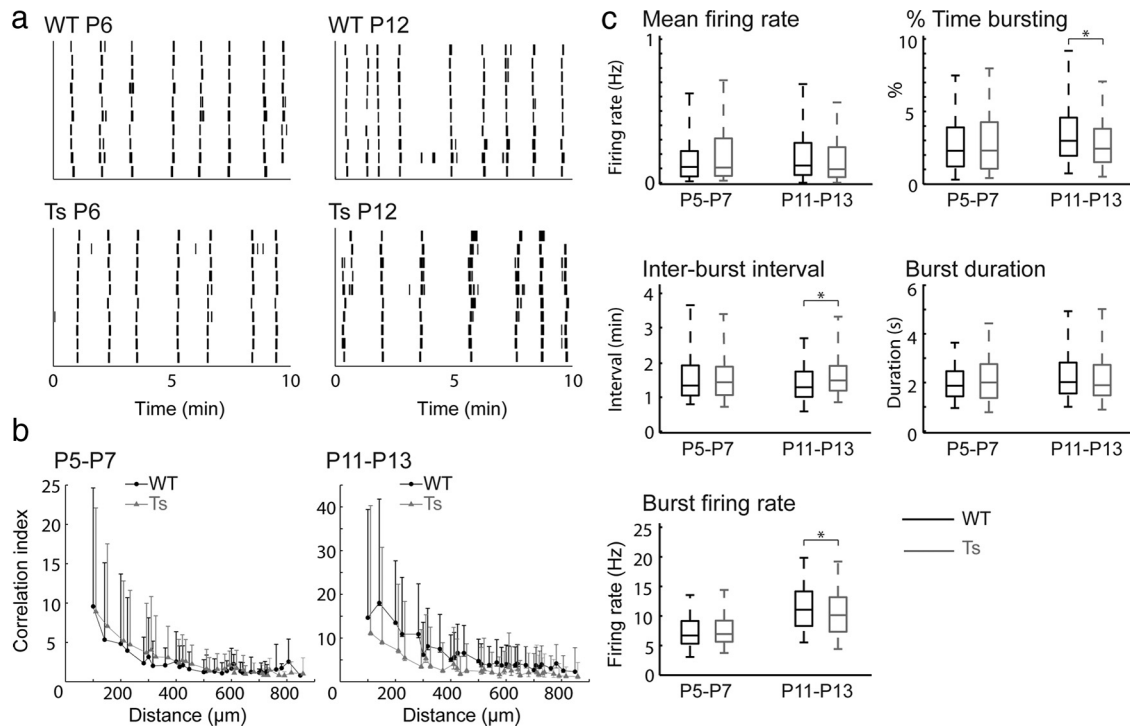 a
WT P6
WT P12
Ts P6
Ts P12
0 5 10
0 5 10
Time (min)
Time (min)
b
P5-P7
WT
Ts
Correlation index
25
20
15
10
5
0
200 400 600 800
Distance (µm)
P11-P13
WT
Ts
40
30
20
10
0
200 400 600 800
Distance (µm)
c
Mean firing rate
Firing rate (Hz)
1
0
P5-P7 P11-P13
% Time bursting
%
10
5
0
*
P5-P7 P11-P13
Inter-burst interval
Interval (min)
4
3
2
1
0
*
P5-P7 P11-P13
Burst duration
Duration (s)
6
4
2
0
P5-P7 P11-P13
Burst firing rate
Firing rate (Hz)
25
20
15
10
5
0
*
P5-P7 P11-P13
WT
Ts